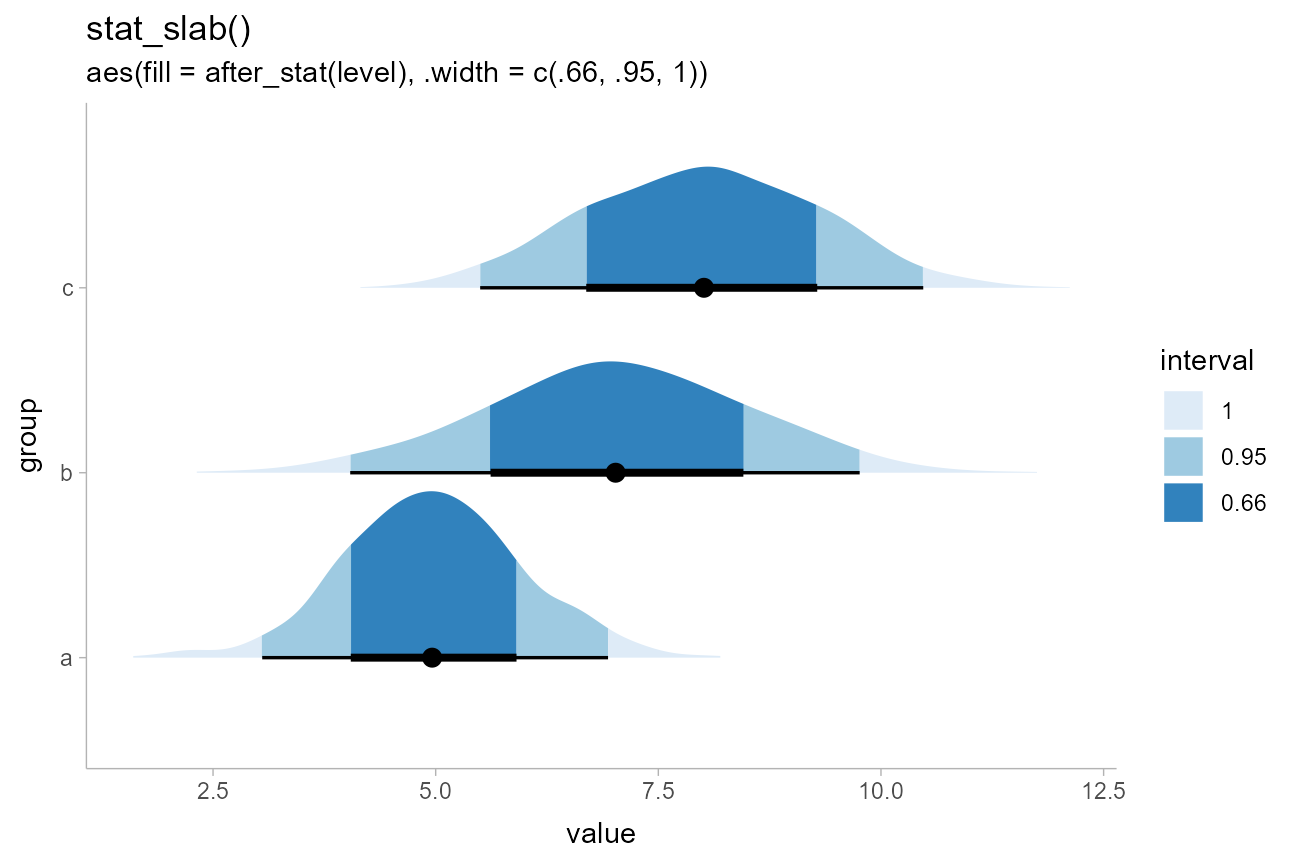 stat_slab()
aes(fill = after_stat(level), .width = c(.66, .95, 1))
c
b
a
group
2.5 5.0 7.5 10.0 12.5
value
interval
1
0.95
0.66